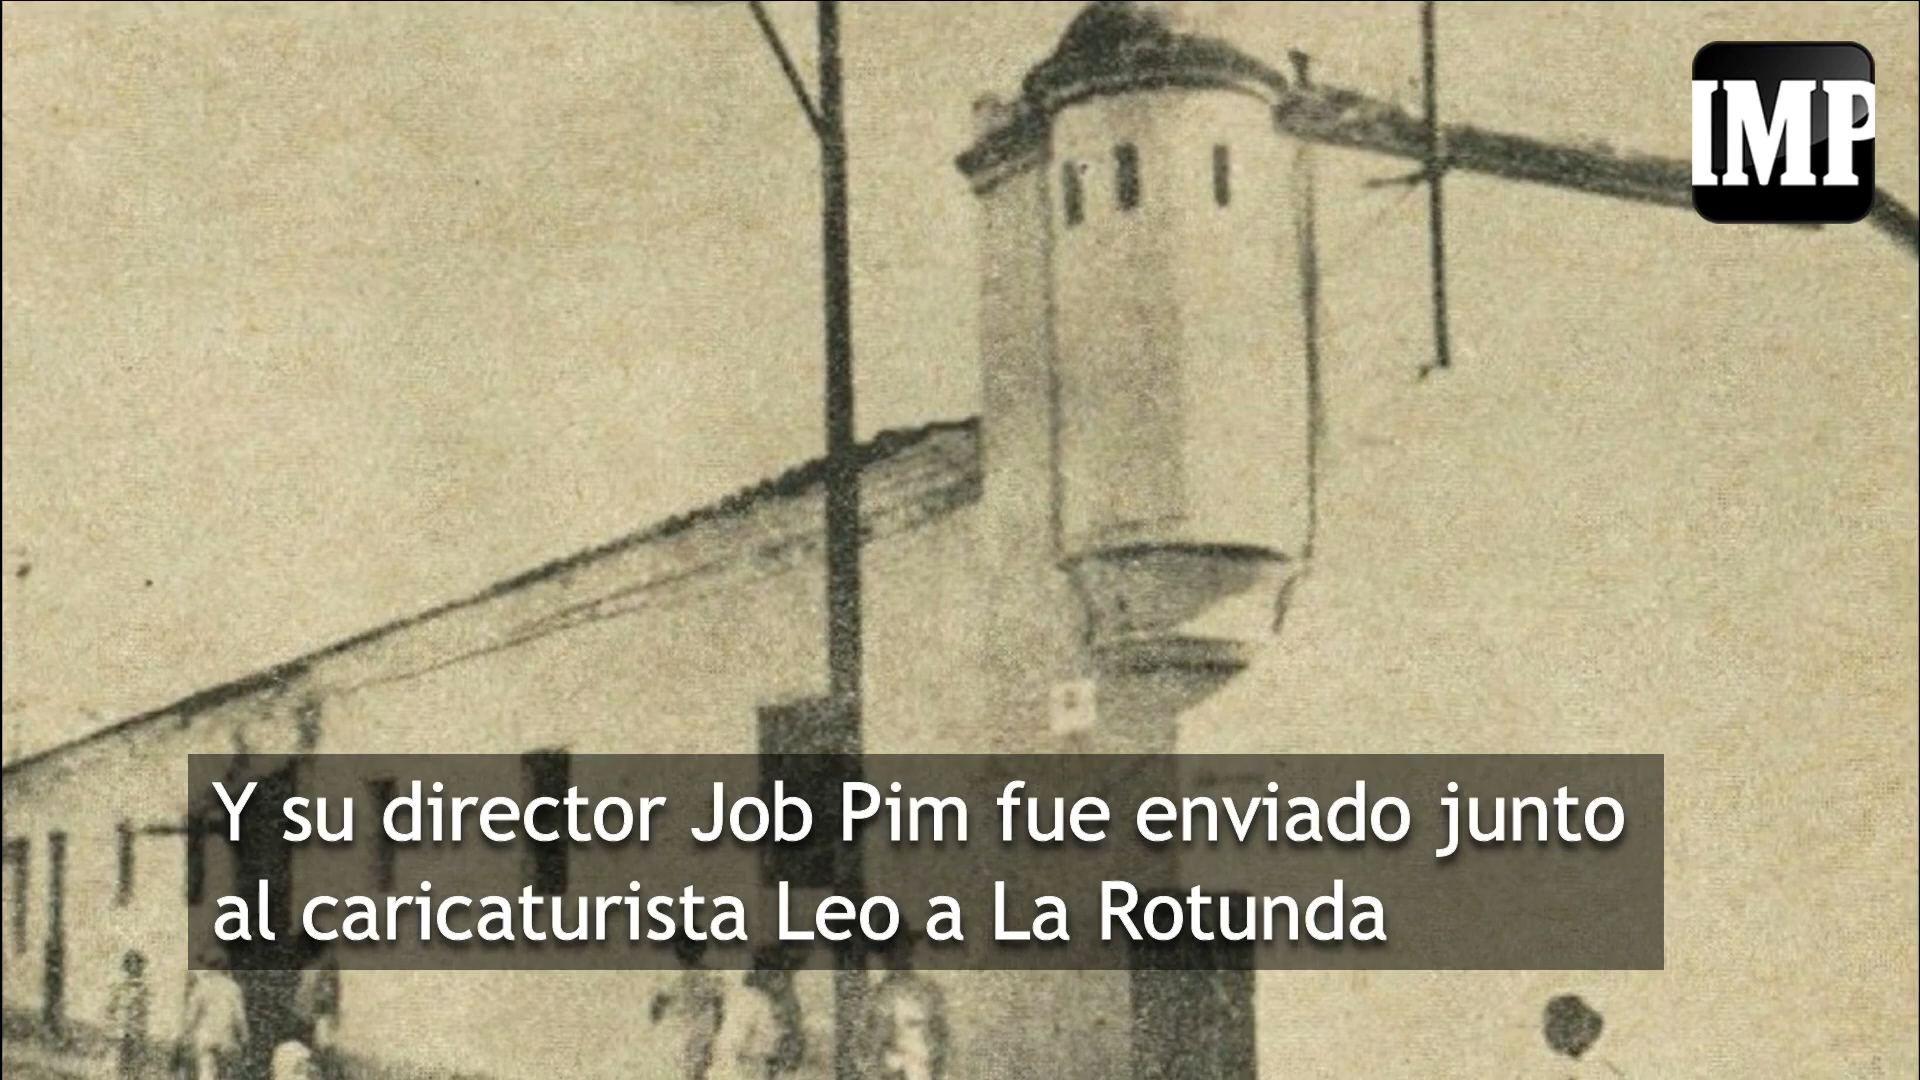 IMP
Y su director Job Pim fue enviado junto
al caricaturista Leo a La Rotunda